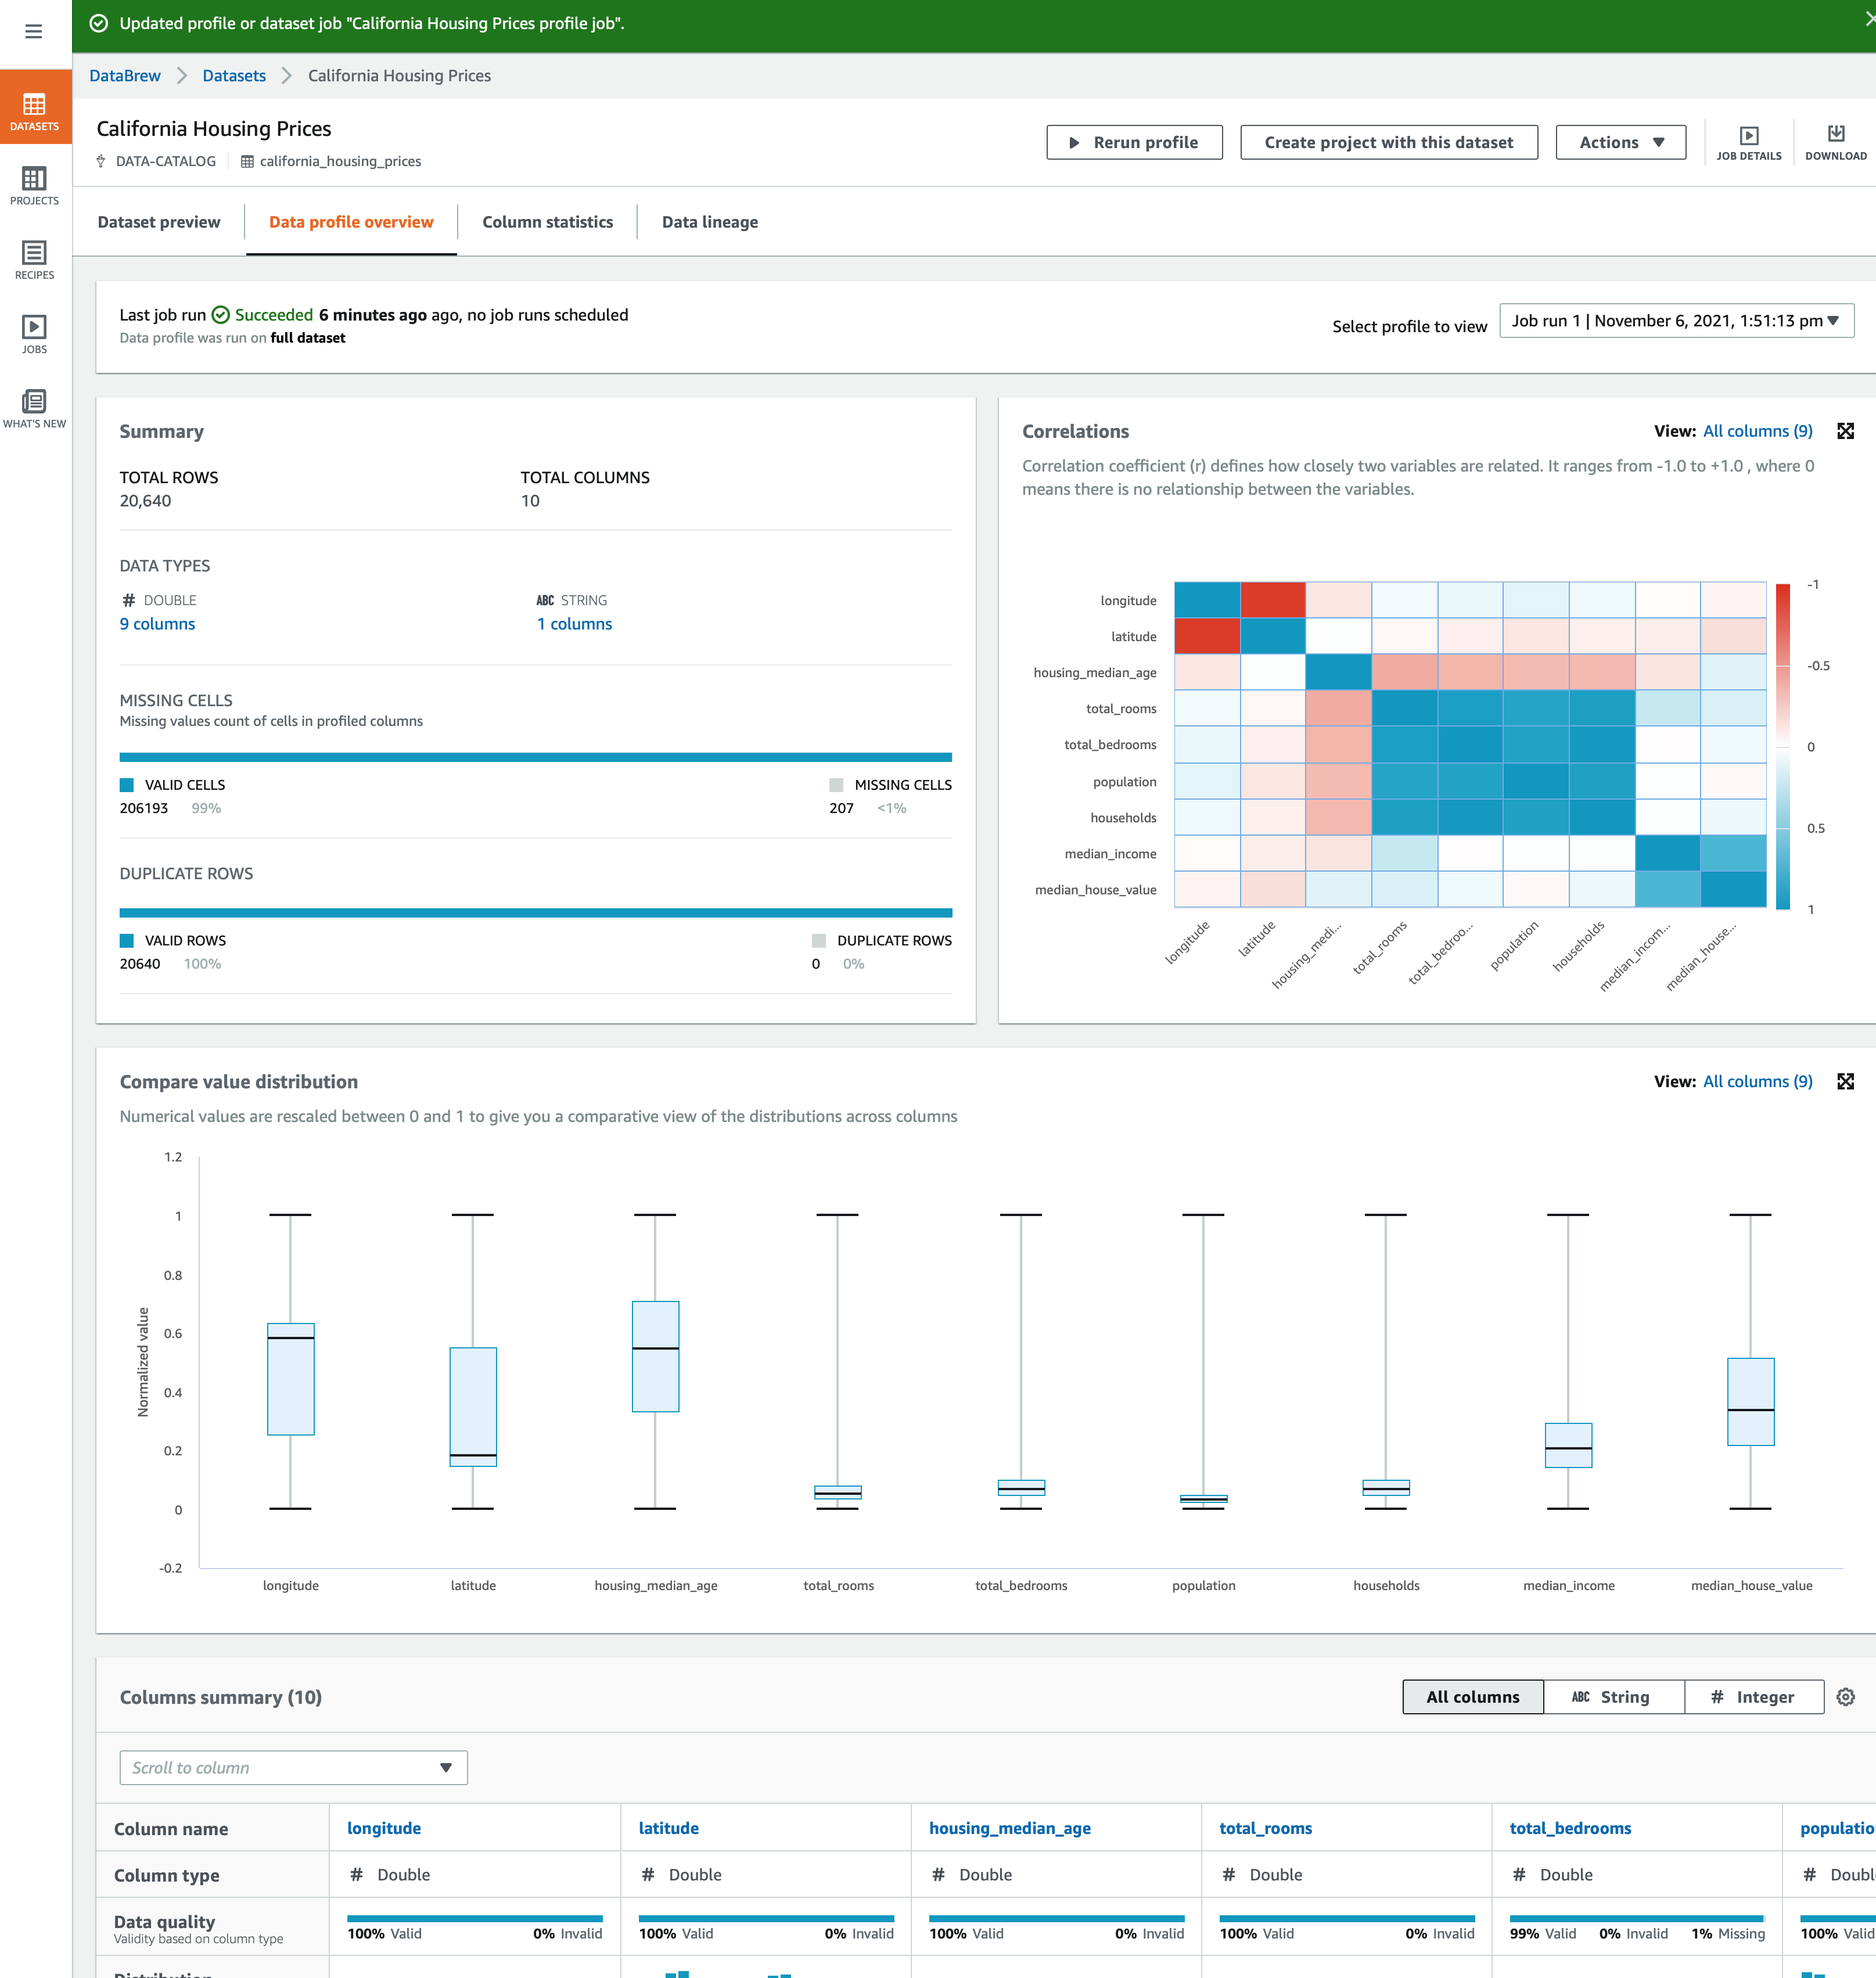 Updated profile or dataset job "California Housing Prices profile job".
DataBrew > Datasets > California Housing Prices
DATASETS
PROJECTS
RECIPES
JOBS
WHAT'S NEW
California Housing Prices
DATA-CATALOG california_housing_prices
Rerun profile
Create project with this dataset
Actions
JOB DETAILS
DOWNLOAD
Dataset preview
Data profile overview
Column statistics
Data lineage
Last job run Succeeded 6 minutes ago ago, no job runs scheduled
Data profile was run on full dataset
Select profile to view
Job run 1 | November 6, 2021, 1:51:13 pm
Summary
TOTAL ROWS
20,640
TOTAL COLUMNS
10
DATA TYPES
# DOUBLE
9 columns
ABC STRING
1 columns
MISSING CELLS
Missing values count of cells in profiled columns
VALID CELLS
206193 99%
MISSING CELLS
207 <1%
DUPLICATE ROWS
VALID ROWS
20640 100%
DUPLICATE ROWS
0 0%
Correlations
View: All columns (9)
Correlation coefficient (r) defines how closely two variables are related. It ranges from -1.0 to +1.0 , where 0
means there is no relationship between the variables.
longitude
latitude
housing_median_age
total_rooms
total_bedrooms
population
households
median_income
median_house_value
-1
-0.5
0
0.5
1
longitude
latitude
housing_medi...
total_rooms
total_bedroo...
population
households
median_incom...
median_house...
Compare value distribution
View: All columns (9)
Numerical values are rescaled between 0 and 1 to give you a comparative view of the distributions across columns
Normalized value
1.2
1
0.8
0.6
0.4
0.2
0
-0.2
longitude
latitude
housing_median_age
total_rooms
total_bedrooms
population
households
median_income
median_house_value
Columns summary (10)
All columns
ABC String
# Integer
Scroll to column
Column name longitude latitude housing_median_age total_rooms total_bedrooms populatio
Column type # Double # Double # Double # Double # Double # Doubl
Data quality
Validity based on column type
100% Valid 0% Invalid
100% Valid 0% Invalid
100% Valid 0% Invalid
100% Valid 0% Invalid
99% Valid 0% Invalid 1% Missing
100% Valid
Distribution